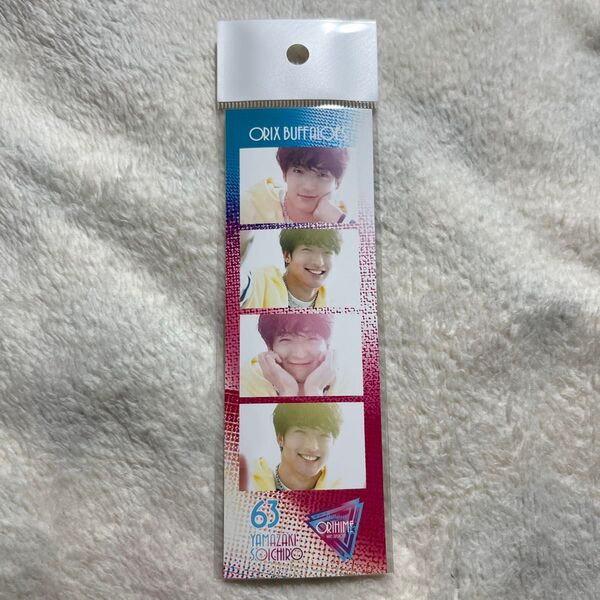 ORIX BUFFALOES
63
YAMAZAKI
SOICHIRO
ORIHIME